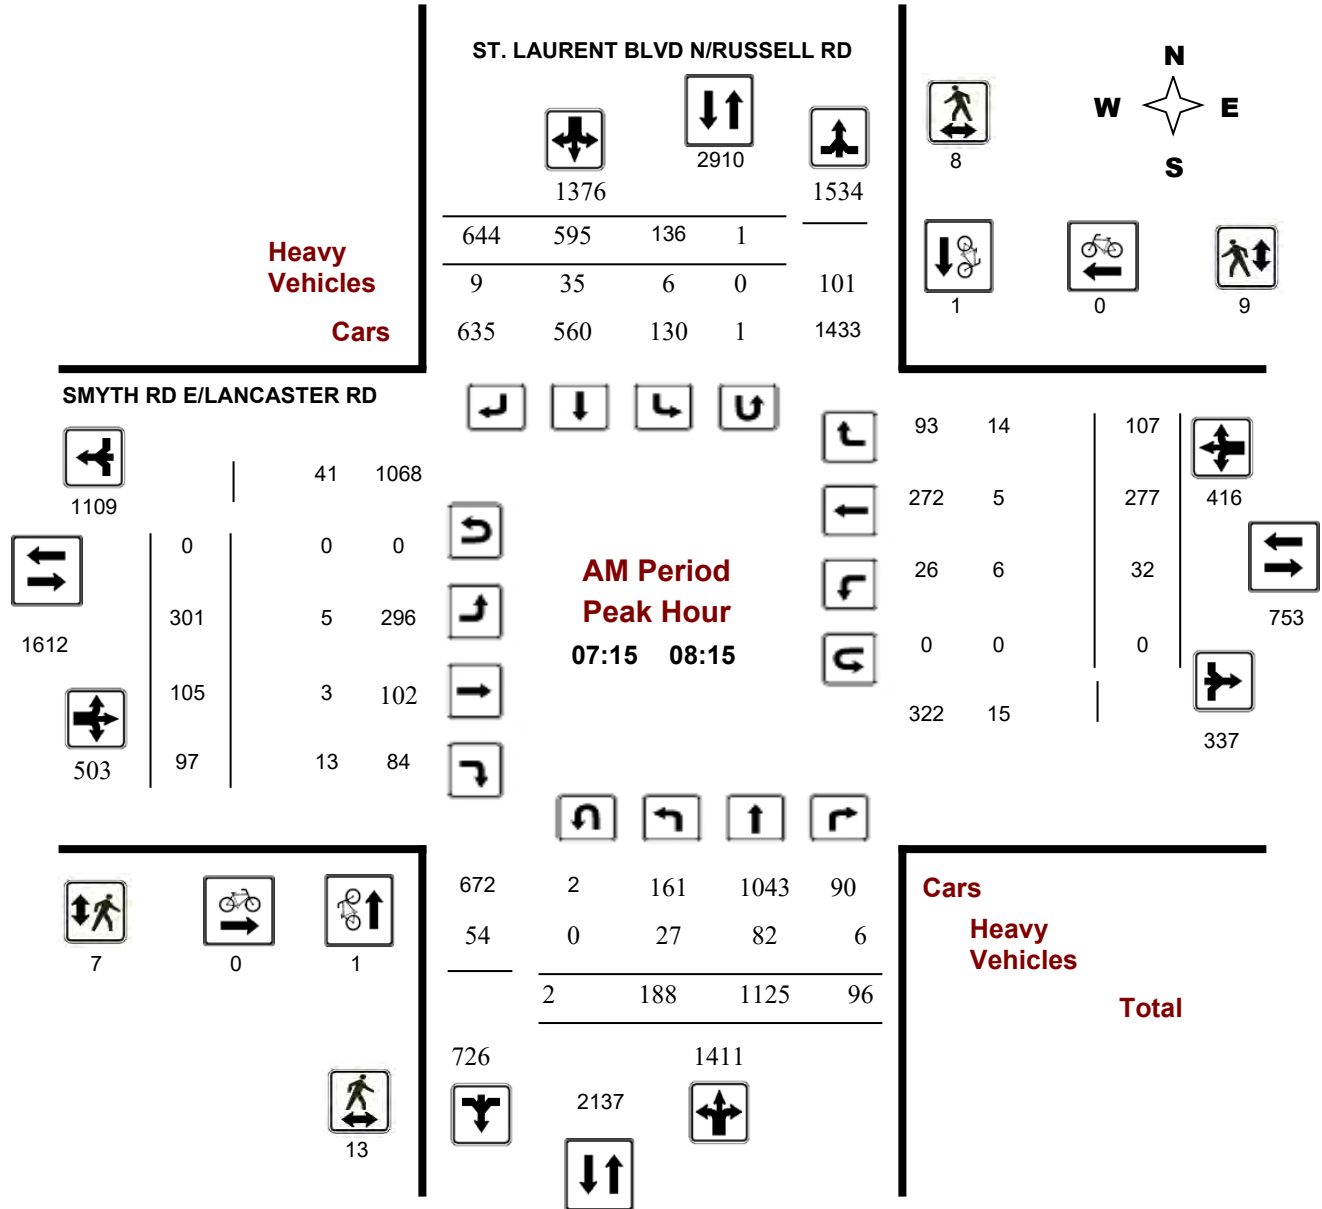 ST. LAURENT BLVD N/RUSSELL RD
N
W E
S
2910
8
1376 1534
644 595 136 1
Heavy
Vehicles
9 35 6 0 101
1 0 9
Cars
635 560 130 1 1433
SMYTH RD E/LANCASTER RD
93 14 107
41 1068
1109
272 5 277 416
0 0 0
AM Period
26 6 32
Peak Hour
301 5 296
753
1612
07:15 08:15
0 0 0
105 3 102
322 15
337
503
97 13 84
672 2 161 1043 90
Cars
54 0 27 82 6
Heavy
Vehicles
7 0 1
2 188 1125 96
Total
726 1411
2137
13